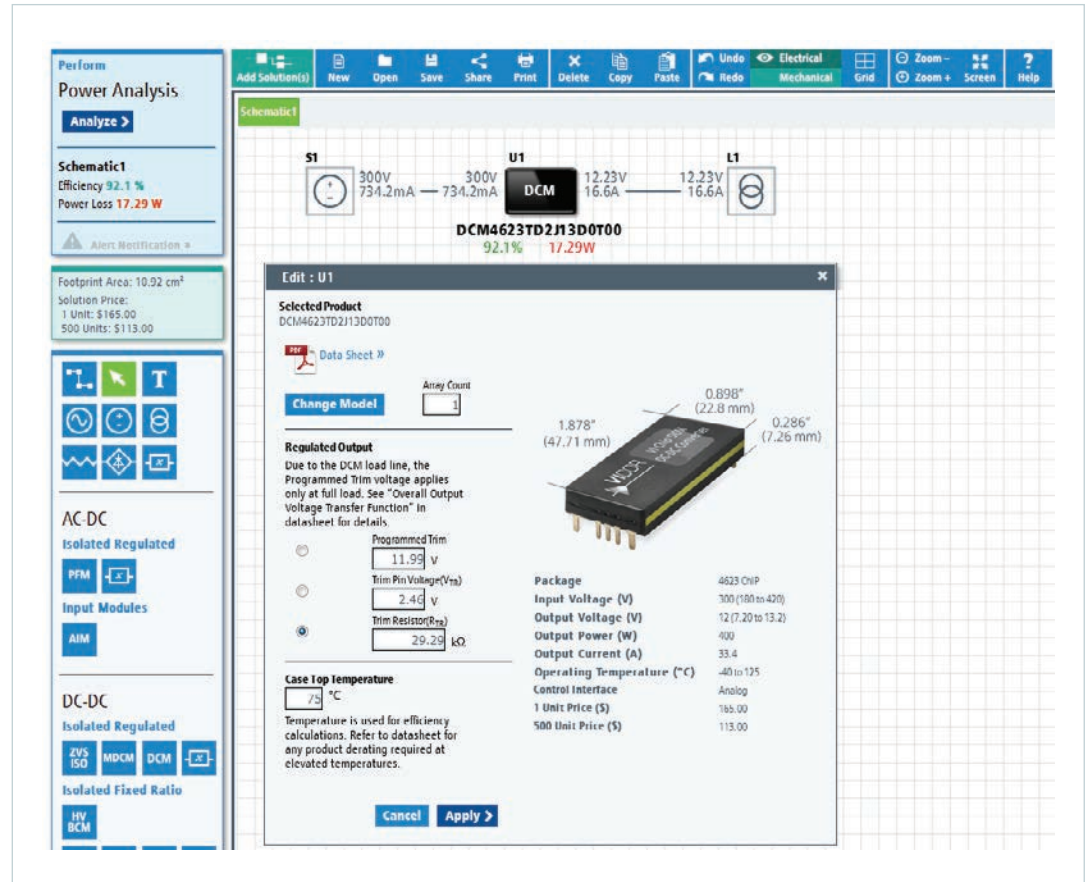 Perform
Power Analysis
Analyze >
Schematic1
Efficiency 92.1 %
Power Loss 17.29 W
Alert Notification »
Footprint Area: 10.92 cm²
Solution Price:
1 Unit: $165.00
500 Units: $113.00
T
x
AC-DC
Isolated Regulated
PFM
x
Input Modules
AIM
DC-DC
Isolated Regulated
ZVS
ISO
MDCM
DCM
x
Isolated Fixed Ratio
HV
BCM
Add Solution(s)
New
Open
Save
Share
Print
Delete
Copy
Paste
Undo
Redo
Electrical
Mechanical
Grid
Zoom -
Zoom +
Screen
?
Help
Schematic1
S1
300V
734.2mA
300V
734.2mA
U1
DCM
12.23V
16.6A
12.23V
16.6A
L1
DCM4623TD2J13D0T00
92.1% 17.29W
Edit : U1
Selected Product
DCM4623TD2J13D0T00
PDF
Data Sheet »
Change Model
Array Count
1
Regulated Output
Due to the DCM load line, the
Programmed Trim voltage applies
only at full load. See "Overall Output
Voltage Transfer Function" in
datasheet for details.
Programmed Trim
11.99 V
Trim Pin Voltage(VTR)
2.46 V
Trim Resistor(RTR)
29.29 kΩ
Case Top Temperature
75 °C
Temperature is used for efficiency
calculations. Refer to datasheet for
any product derating required at
elevated temperatures.
Cancel
Apply >
1.878"
(47.71 mm)
0.898"
(22.8 mm)
0.286"
(7.26 mm)
VICOR
DC-DC Converter
Package 4623 ChiP
Input Voltage (V) 300 (180 to 420)
Output Voltage (V) 12 (7.20 to 13.2)
Output Power (W) 400
Output Current (A) 33.4
Operating Temperature (°C) -40 to 125
Control Interface Analog
1 Unit Price ($) 165.00
500 Unit Price ($) 113.00